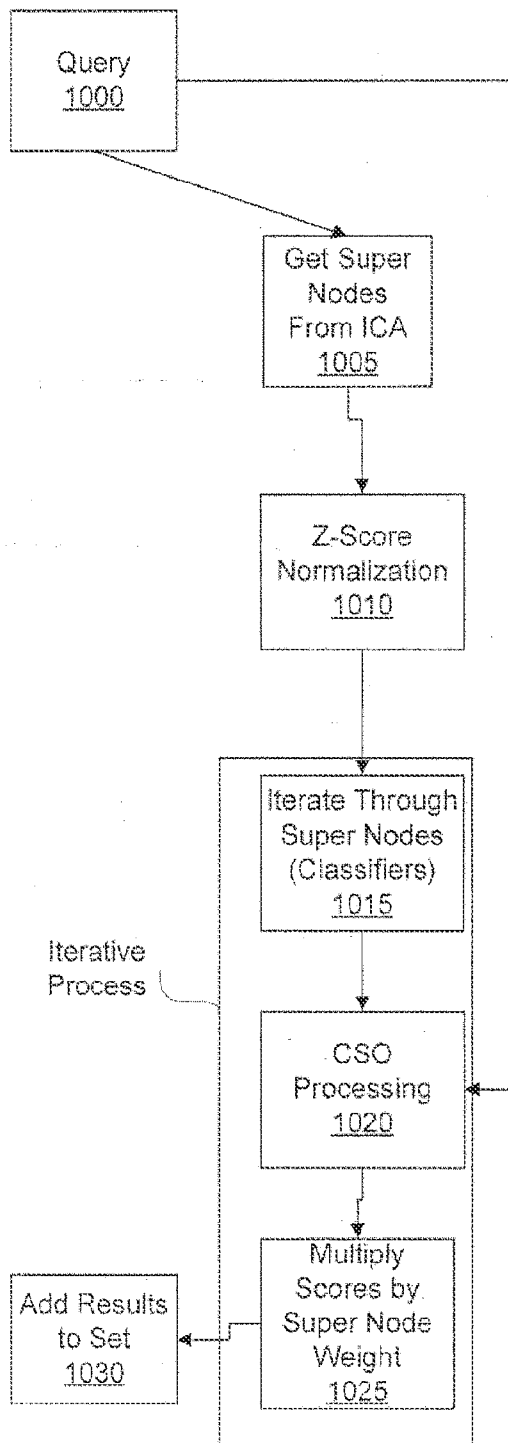 Query
1000
Get Super
Nodes
From ICA
1005
Z-Score
Normalization
1010
Iterate Through
Super Nodes
(Classifiers)
1015
Iterative
Process
CSO
Processing
1020
Multiply
Scores by
Super Node
Weight
1025
Add Results
to Set
1030